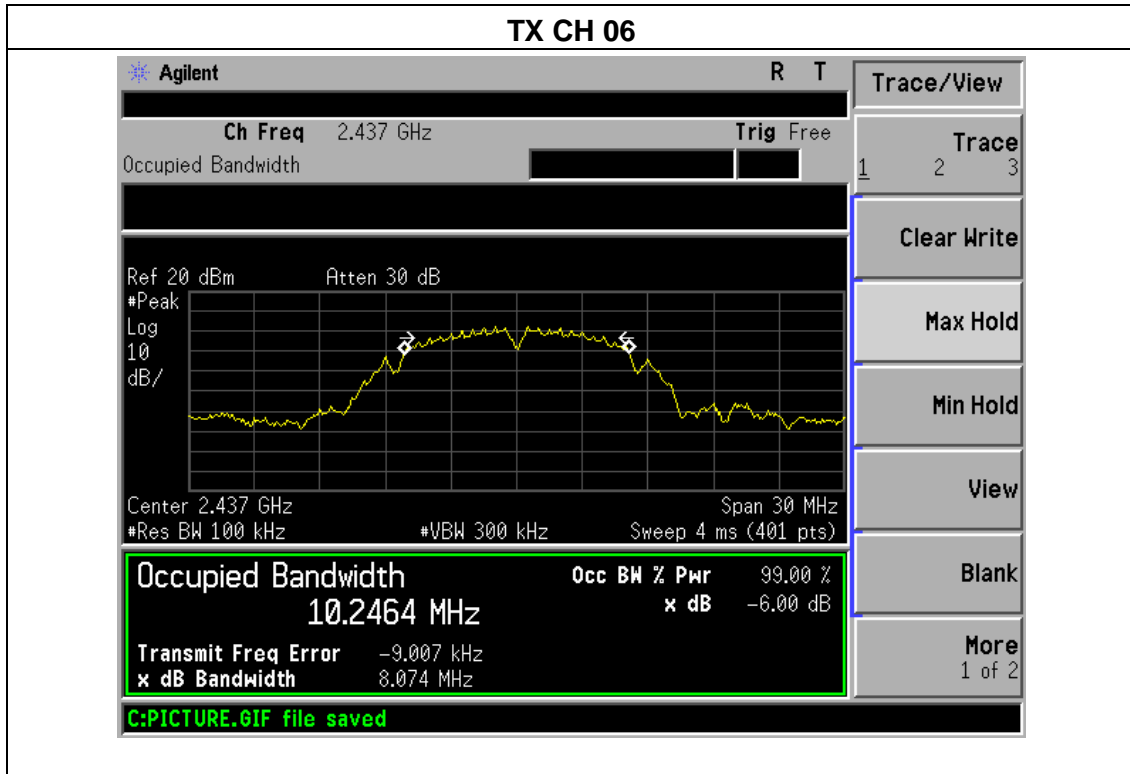 TX CH 06
Agilent R T
Ch Freq 2.437 GHz Trig Free
Occupied Bandwidth
Ref 20 dBm Atten 30 dB
#Peak
Log
10
dB/
Center 2.437 GHz Span 30 MHz
#Res BW 100 kHz #VBW 300 kHz Sweep 4 ms (401 pts)
Occupied Bandwidth
10.2464 MHz
Occ BW % Pwr 99.00 %
x dB -6.00 dB
Transmit Freq Error -9.007 kHz
x dB Bandwidth 8.074 MHz
C:PICTURE.GIF file saved
Trace/View
Trace
1 2 3
Clear Write
Max Hold
Min Hold
View
Blank
More
1 of 2